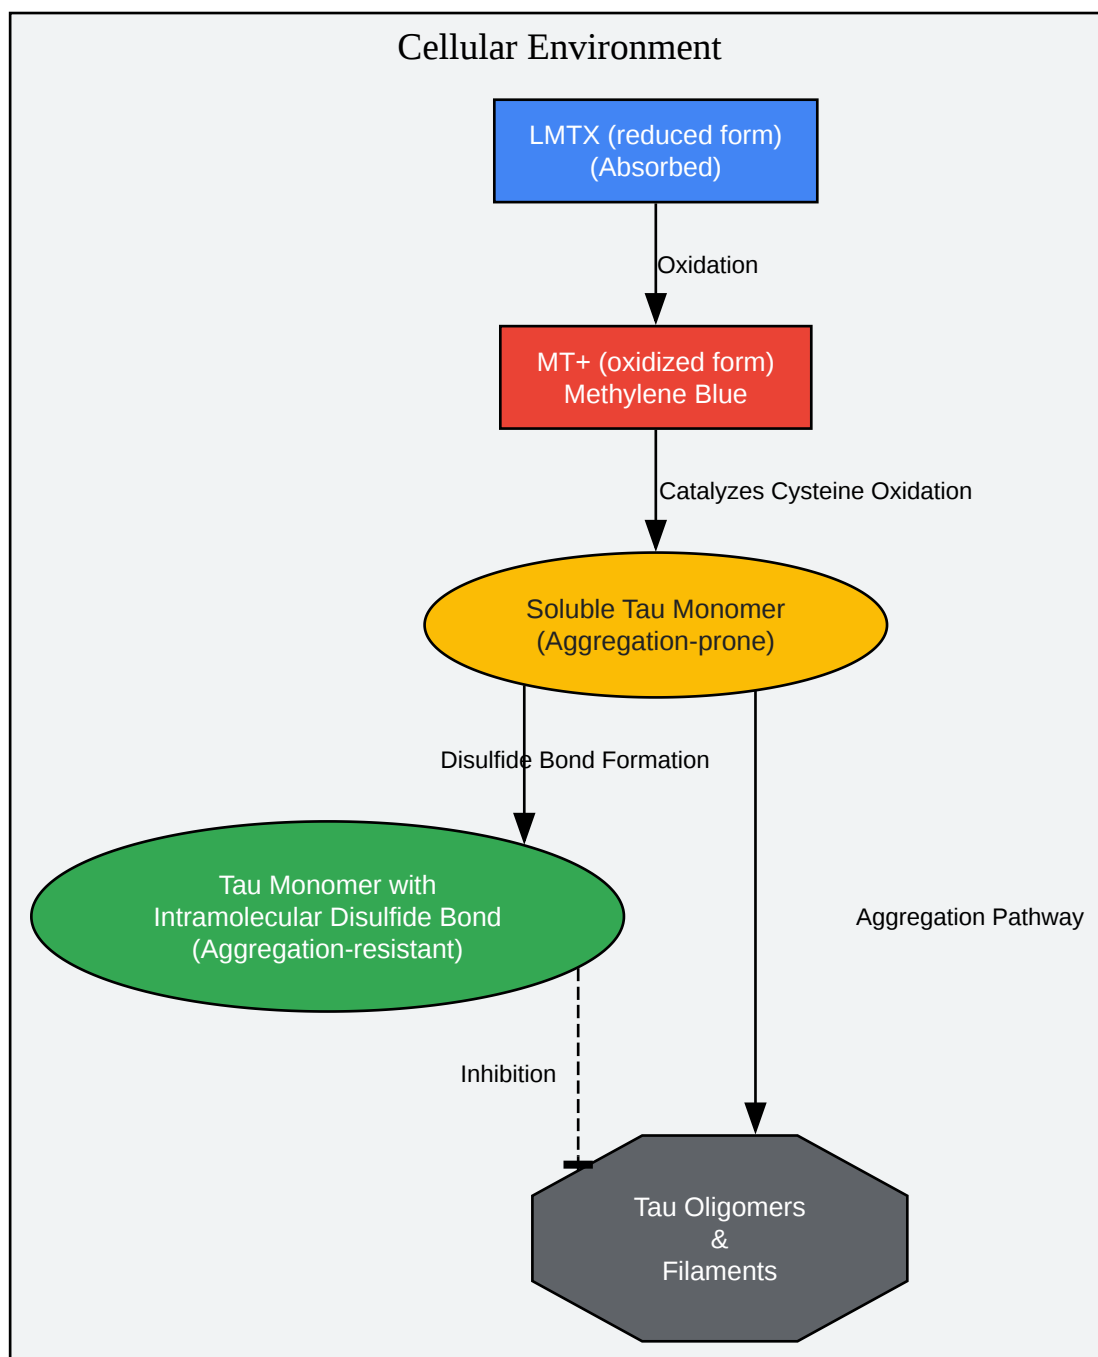 Cellular Environment
LMTX (reduced form)
(Absorbed)
Oxidation
MT+ (oxidized form)
Methylene Blue
Catalyzes Cysteine Oxidation
Soluble Tau Monomer
(Aggregation-prone)
Disulfide Bond Formation
Tau Monomer with
Intramolecular Disulfide Bond
(Aggregation-resistant)
Aggregation Pathway
Inhibition
Tau Oligomers
&
Filaments